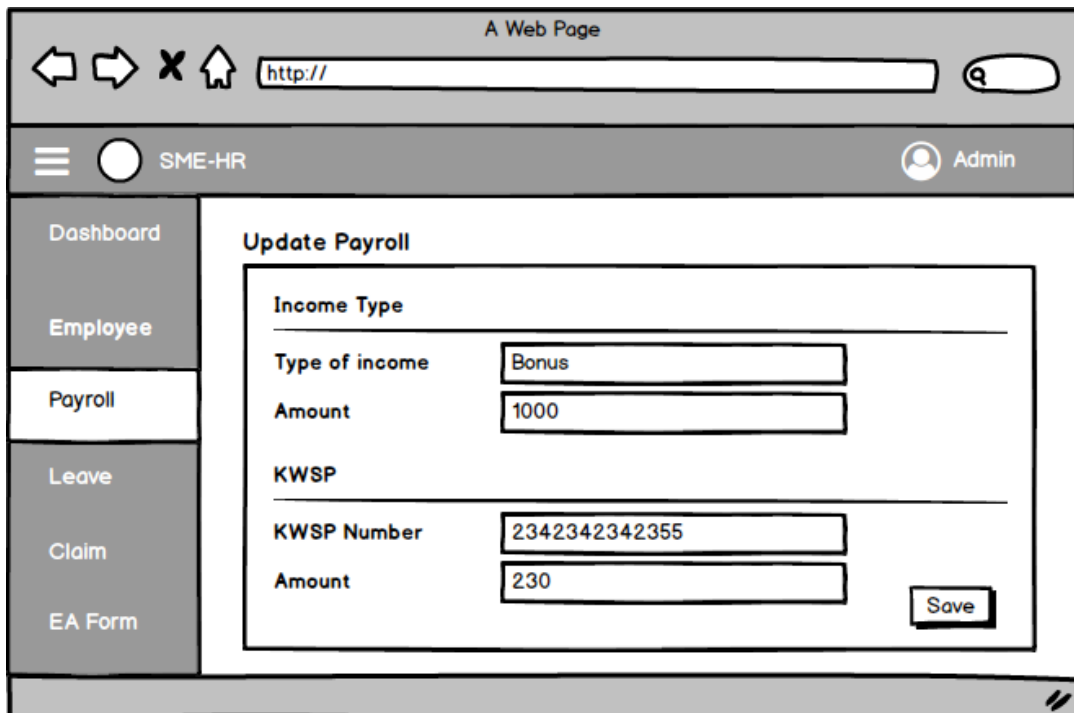 A Web Page
http://
SME-HR Admin
Dashboard
Employee
Payroll
Leave
Claim
EA Form
Update Payroll
Income Type
Type of income Bonus
Amount 1000
KWSP
KWSP Number 2342342342355
Amount 230
Save